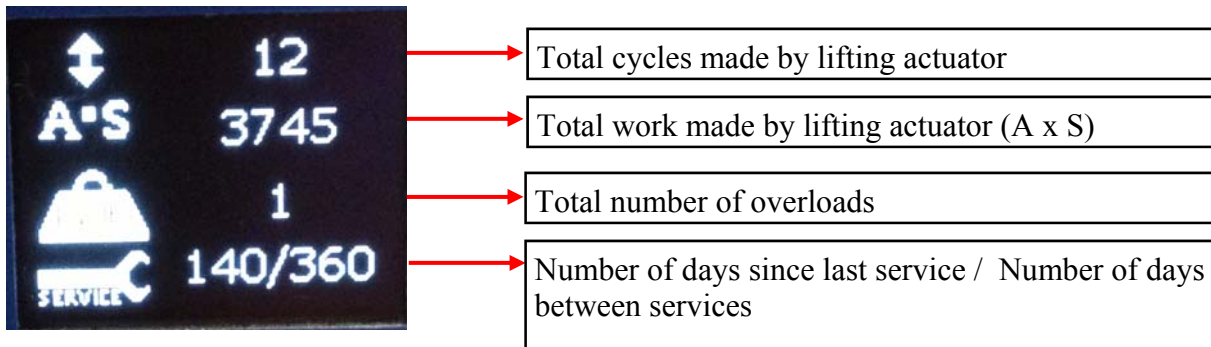 12
Total cycles made by lifting actuator
A▪S 3745
Total work made by lifting actuator (A x S)
1
Total number of overloads
SERVICE 140/360
Number of days since last service / Number of days
between services